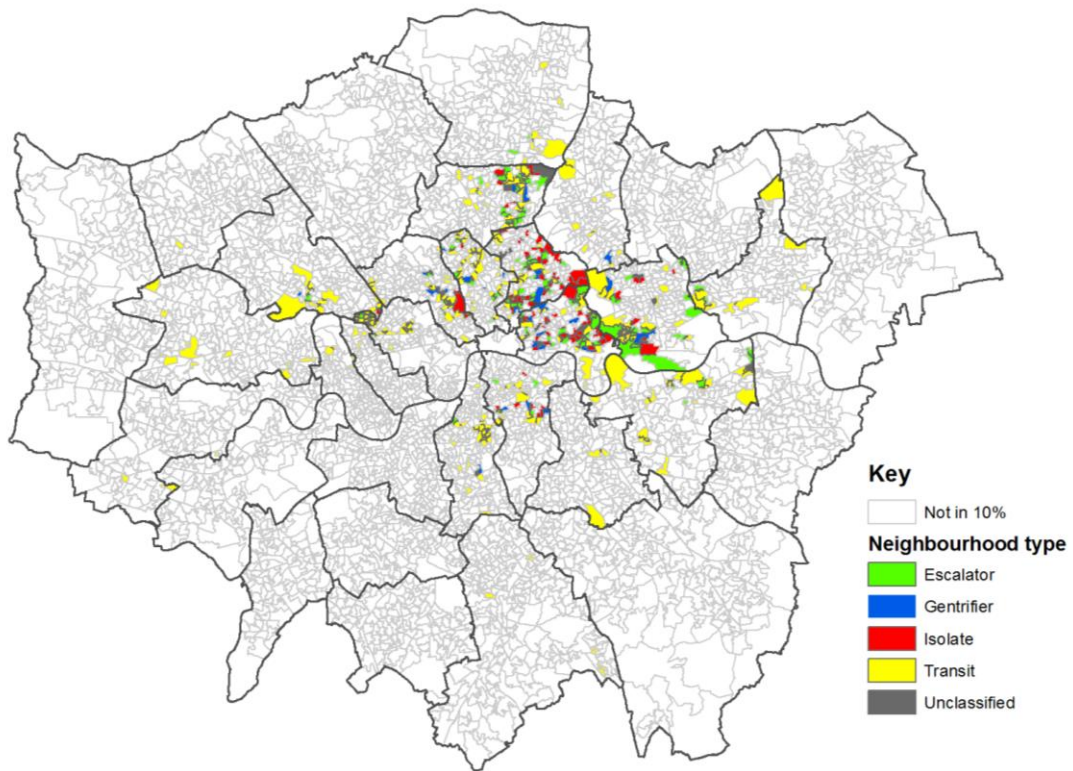 Key
Not in 10%
Neighbourhood type
Escalator
Gentrifier
Isolate
Transit
Unclassified